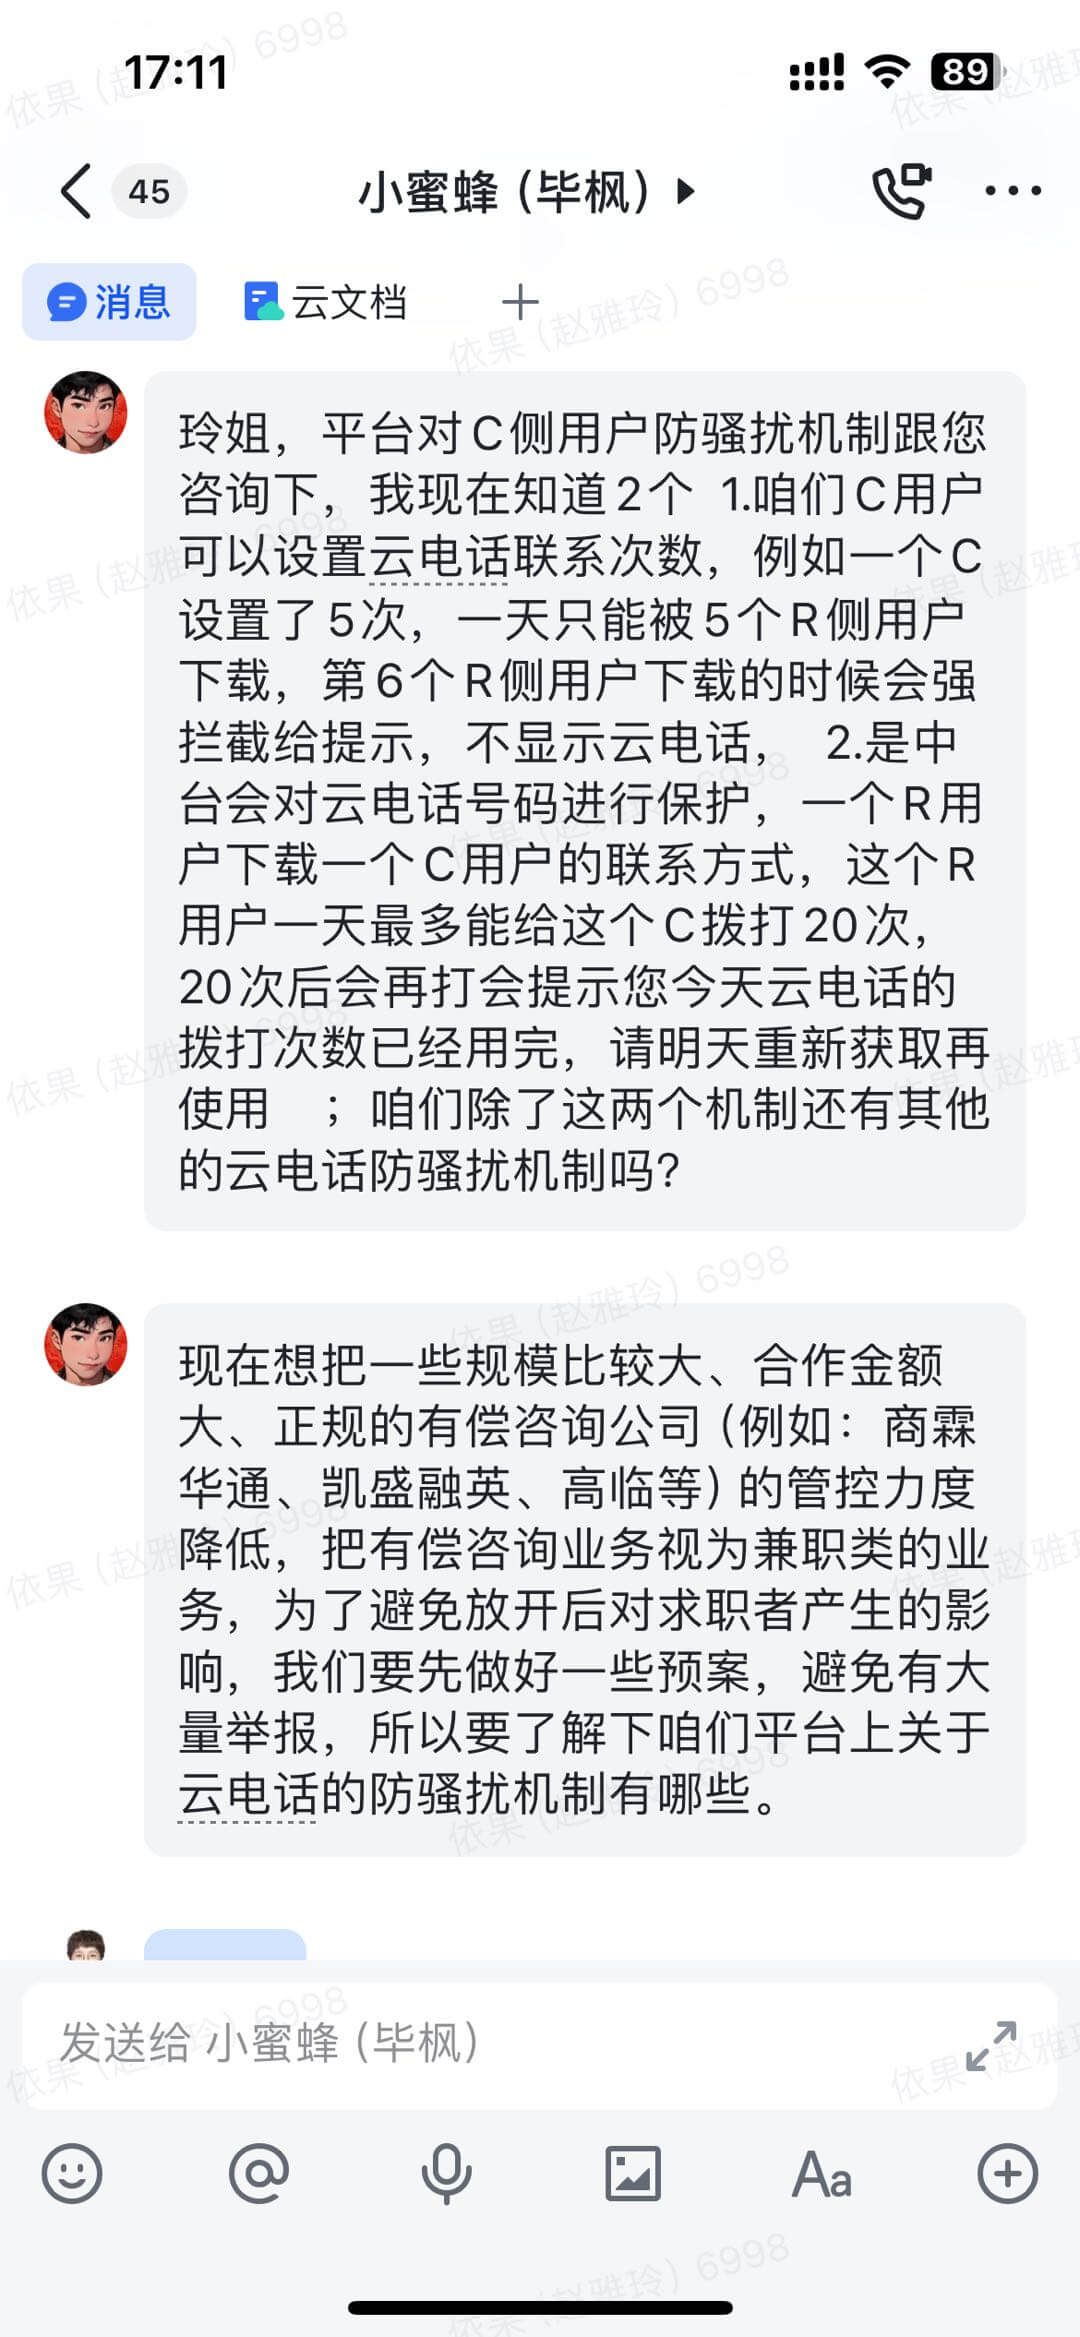 17:11
89
45
小蜜蜂（毕枫）
消息
云文档
玲姐，平台对C侧用户防骚扰机制跟您
咨询下，我现在知道2个 1.咱们C用户
可以设置云电话联系次数，例如一个C
设置了5次，一天只能被5个R侧用户
下载，第6个R侧用户下载的时候会强
拦截给提示，不显示云电话， 2.是中
台会对云电话号码进行保护，一个R用
户下载一个C用户的联系方式，这个R
用户一天最多能给这个C拨打20次，
20次后会再打会提示您今天云电话的
拨打次数已经用完，请明天重新获取再
使用 ；咱们除了这两个机制还有其他
的云电话防骚扰机制吗？
现在想把一些规模比较大、合作金额
大、正规的有偿咨询公司（例如：商霖
华通、凯盛融英、高临等）的管控力度
降低，把有偿咨询业务视为兼职类的业
务，为了避免放开后对求职者产生的影
响，我们要先做好一些预案，避免有大
量举报，所以要了解下咱们平台上关于
云电话的防骚扰机制有哪些。
发送给 小蜜蜂（毕枫）
Aa
依果（赵雅玲）6998